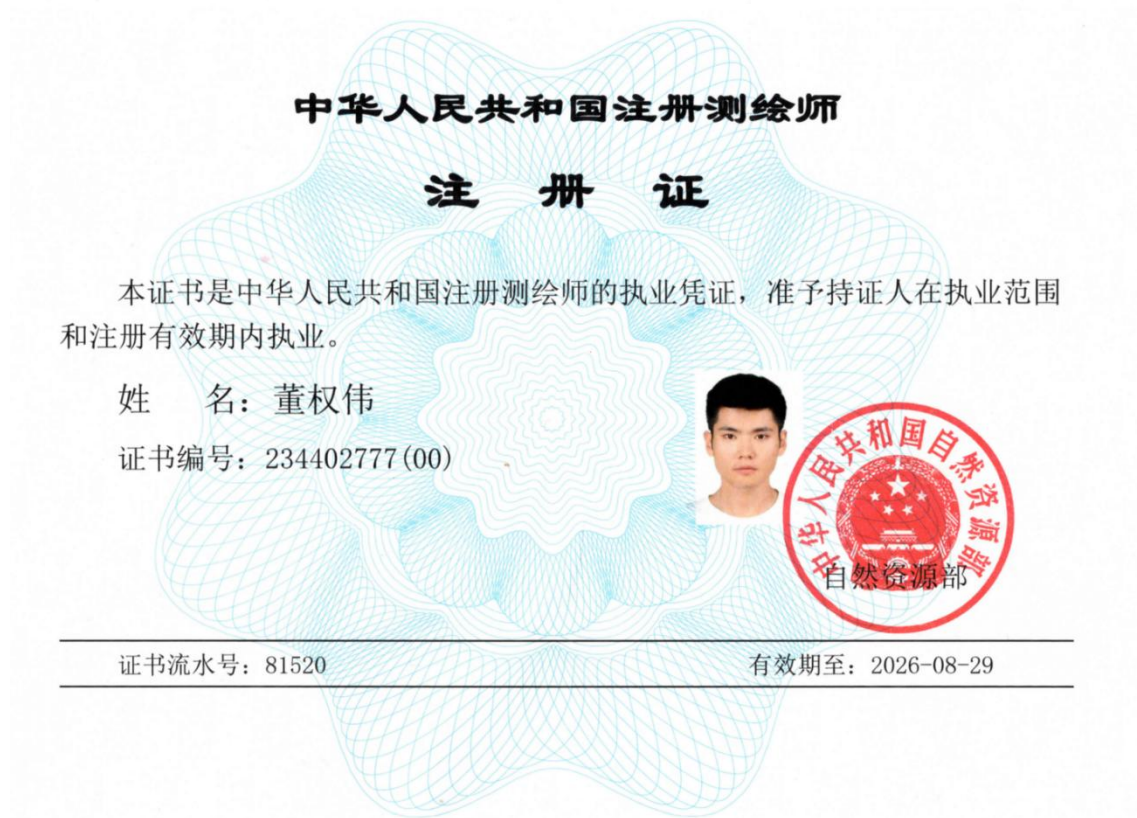 中华人民共和国注册测绘师
注 册 证
本证书是中华人民共和国注册测绘师的执业凭证，准予持证人在执业范围
和注册有效期内执业。
姓 名：董权伟
证书编号：234402777(00)
中华人民共和国自然资源部
自然资源部
证书流水号：81520
有效期至：2026-08-29